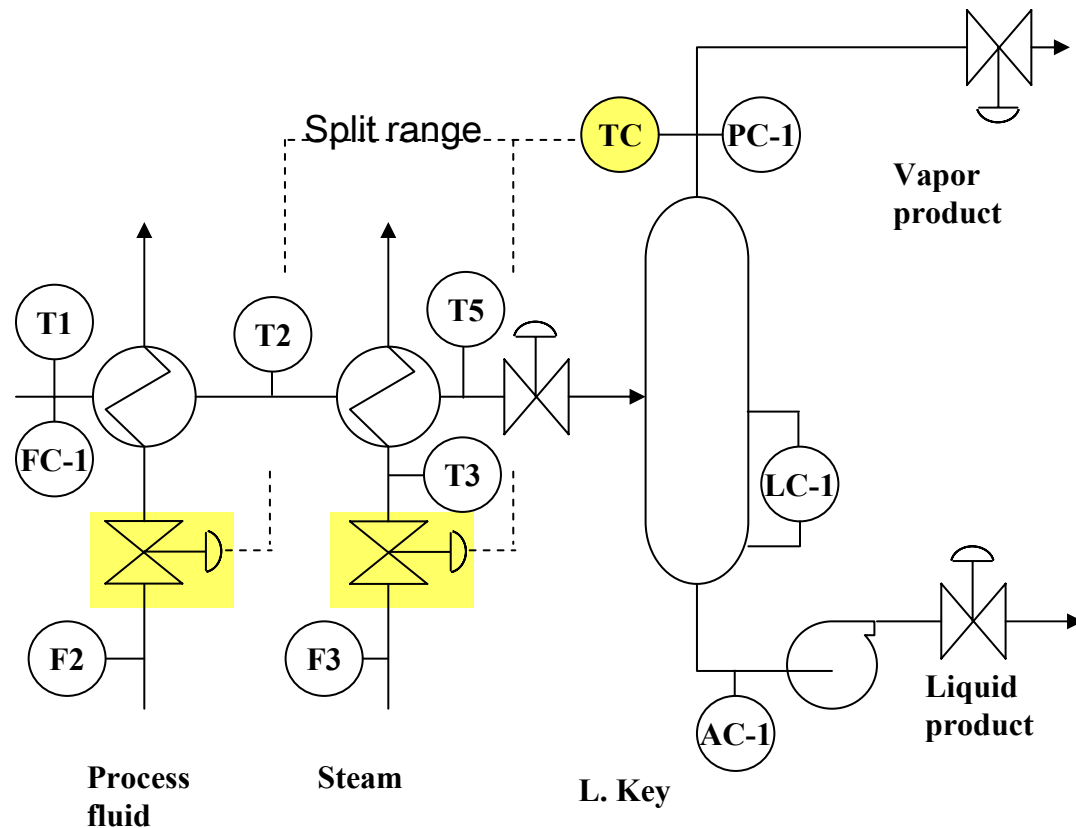 Split range
TC
PC-1
Vapor
product
T1
T2
T5
FC-1
T3
LC-1
F2
F3
AC-1
Liquid
product
Process
fluid
Steam
L. Key